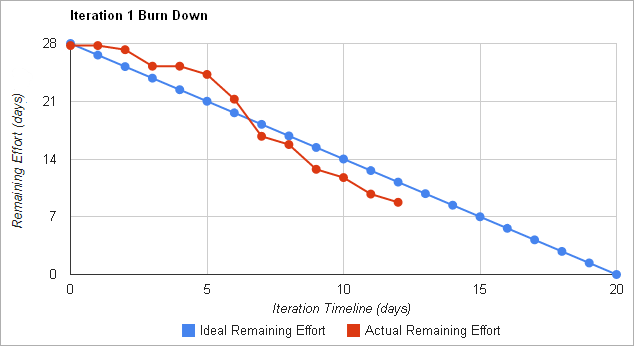 Iteration 1 Burn Down
28
21
14
7
0
Remaining Effort (days)
0 5 10 15 20
Iteration Timeline (days)
Ideal Remaining Effort Actual Remaining Effort